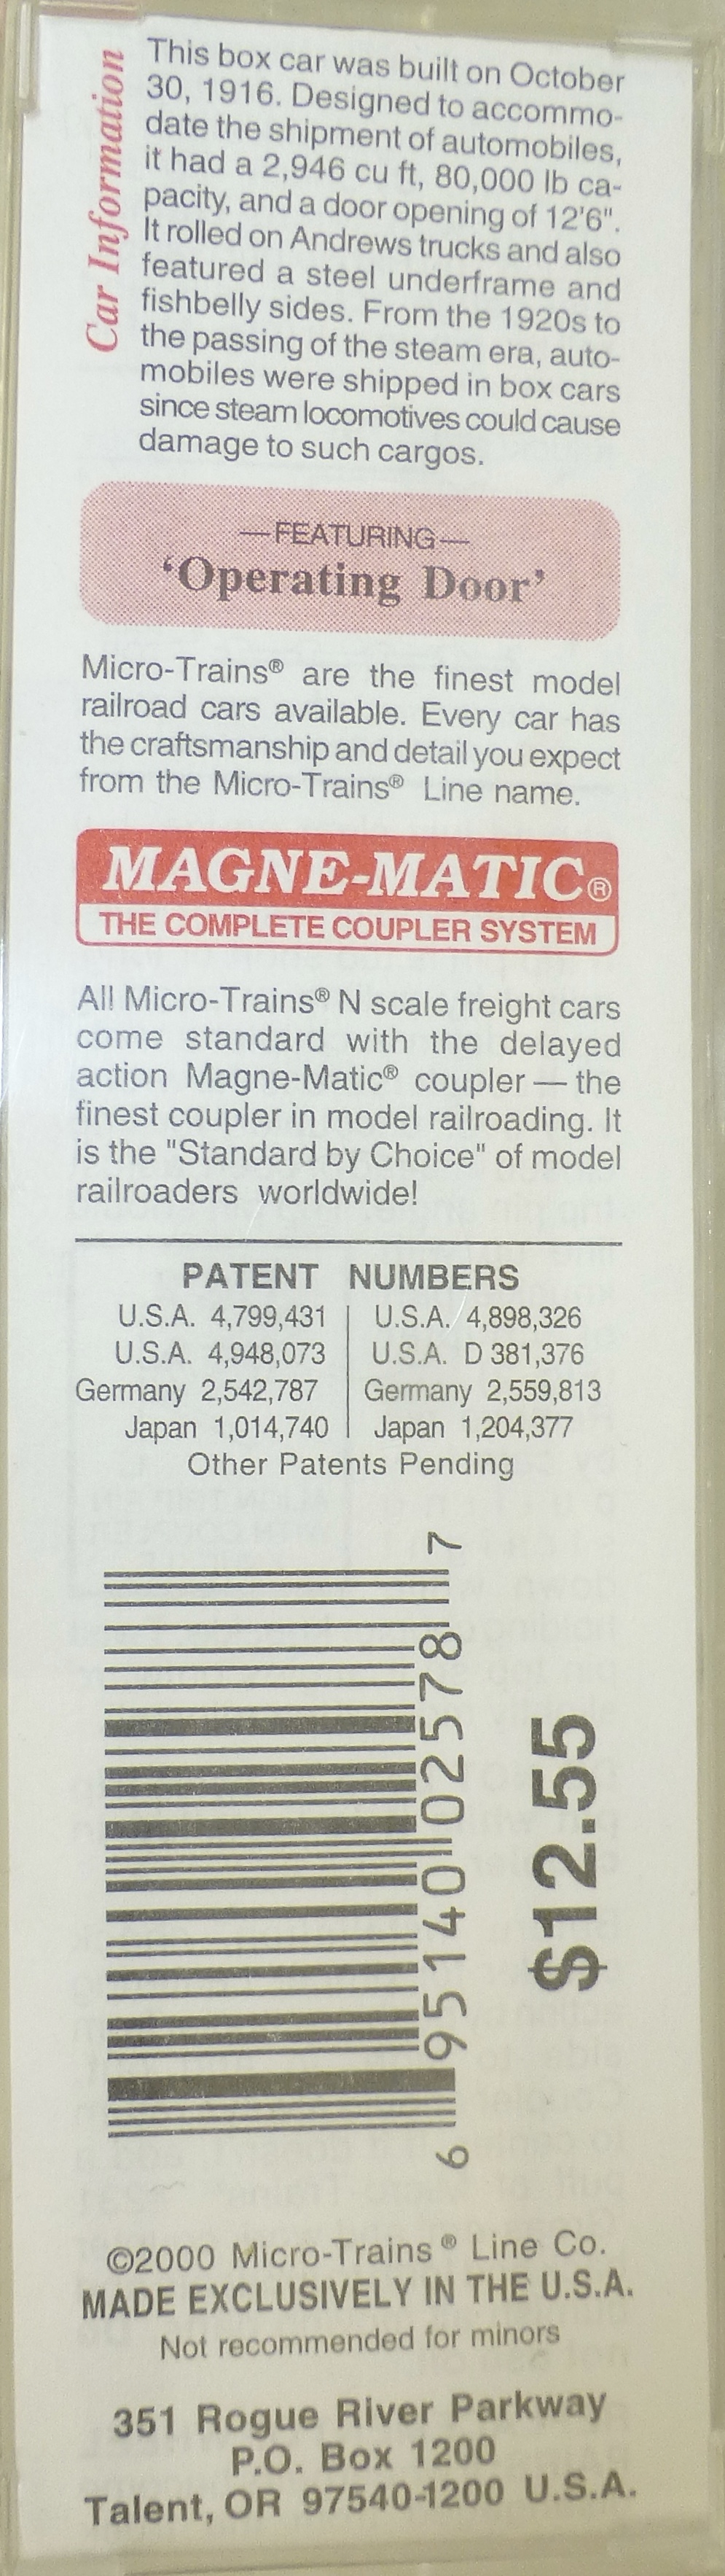 Car Information
This box car was built on October
30, 1916. Designed to accommo-
date the shipment of automobiles,
it had a 2,946 cu ft, 80,000 lb ca-
pacity, and a door opening of 12'6".
It rolled on Andrews trucks and also
featured a steel underframe and
fishbelly sides. From the 1920s to
the passing of the steam era, auto-
mobiles were shipped in box cars
since steam locomotives could cause
damage to such cargos.
—FEATURING—
‘Operating Door’
Micro-Trains® are the finest model
railroad cars available. Every car has
the craftsmanship and detail you expect
from the Micro-Trains® Line name.
MAGNE-MATIC®
THE COMPLETE COUPLER SYSTEM
All Micro-Trains® N scale freight cars
come standard with the delayed
action Magne-Matic® coupler — the
finest coupler in model railroading. It
is the "Standard by Choice" of model
railroaders worldwide!
PATENT NUMBERS
U.S.A. 4,799,431 | U.S.A. 4,898,326
U.S.A. 4,948,073 | U.S.A. D 381,376
Germany 2,542,787 | Germany 2,559,813
Japan 1,014,740 | Japan 1,204,377
Other Patents Pending
6 95140 02578 7
$12.55
©2000 Micro-Trains® Line Co.
MADE EXCLUSIVELY IN THE U.S.A.
Not recommended for minors
351 Rogue River Parkway
P.O. Box 1200
Talent, OR 97540-1200 U.S.A.